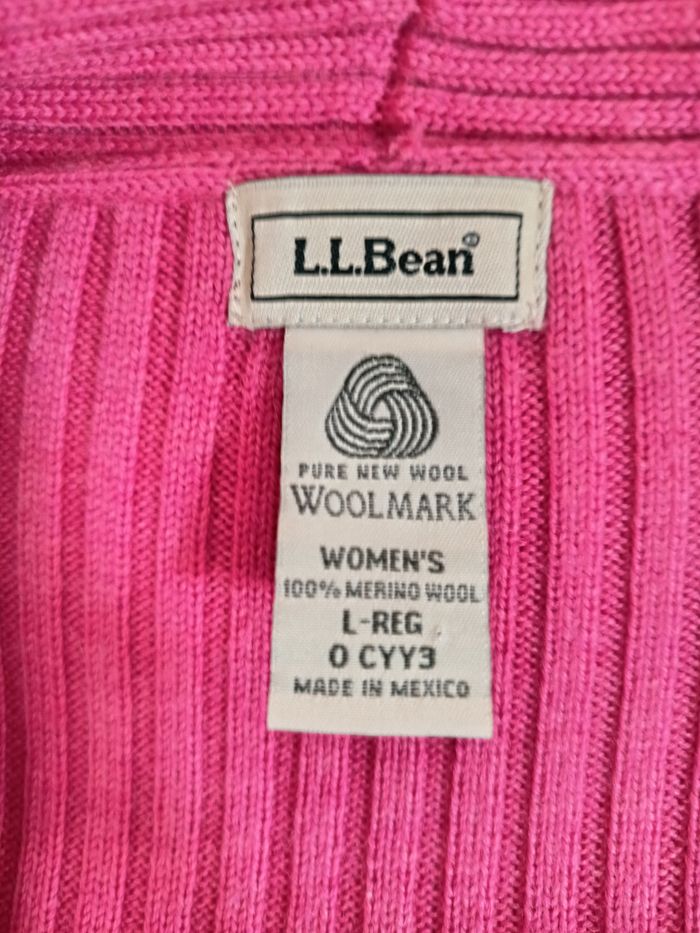 L.L.Bean®
PURE NEW WOOL
WOOLMARK
WOMEN'S
100% MERINO WOOL
L-REG
0 CYY3
MADE IN MEXICO